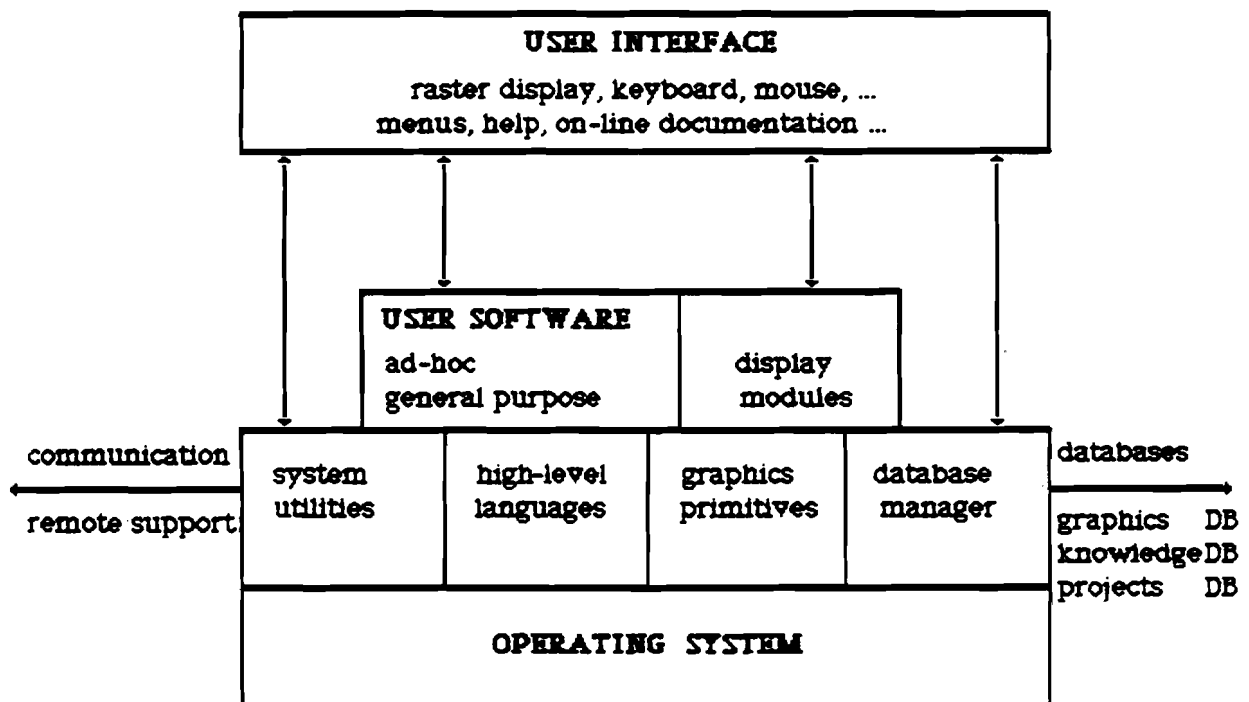 USER INTERFACE
raster display, keyboard, mouse, ...
menus, help, on-line documentation ...
USER SOFTWARE
ad-hoc
general purpose
display
modules
communication
remote support
system
utilities
high-level
languages
graphics
primitives
database
manager
databases
graphics DB
knowledge DB
projects DB
OPERATING SYSTEM